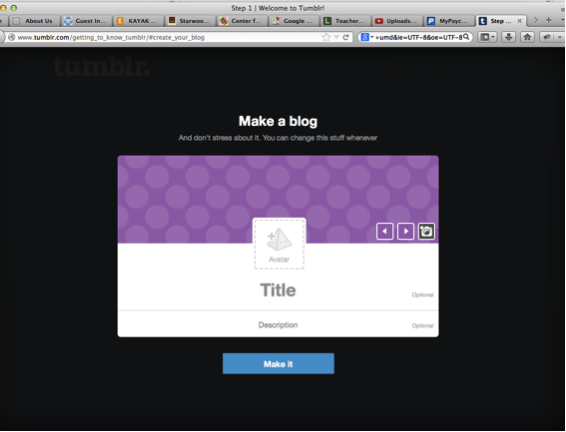 Step 1 | Welcome to Tumblr!
About Us
Guest In...
KAYAK
Starwoo...
Center f...
Google
Teacher...
Uploads...
MyPayc...
Step
www.tumblr.com/getting_to_know_tumblr/#create_your_blog
+umd&ie=UTF-8&oe=UTF-8
tumblr.
Make a blog
And don't stress about it. You can change this stuff whenever
Avatar
Title
Optional
Description
Optional
Make it